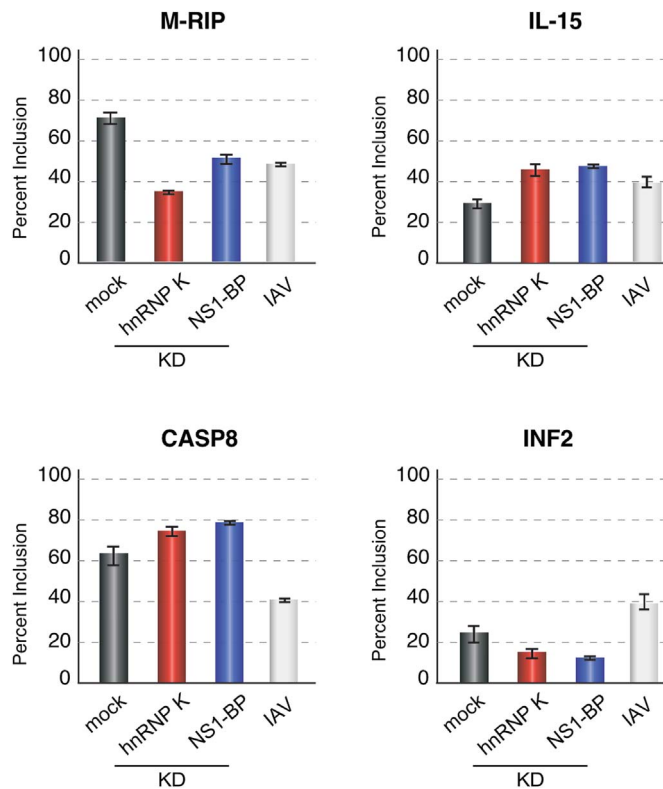 M-RIP
Percent Inclusion
100
80
60
40
20
0
mock
hnRNP K
NS1-BP
IAV
KD
IL-15
Percent Inclusion
100
80
60
40
20
0
mock
hnRNP K
NS1-BP
IAV
KD
CASP8
Percent Inclusion
100
80
60
40
20
0
mock
hnRNP K
NS1-BP
IAV
KD
INF2
Percent Inclusion
100
80
60
40
20
0
mock
hnRNP K
NS1-BP
IAV
KD